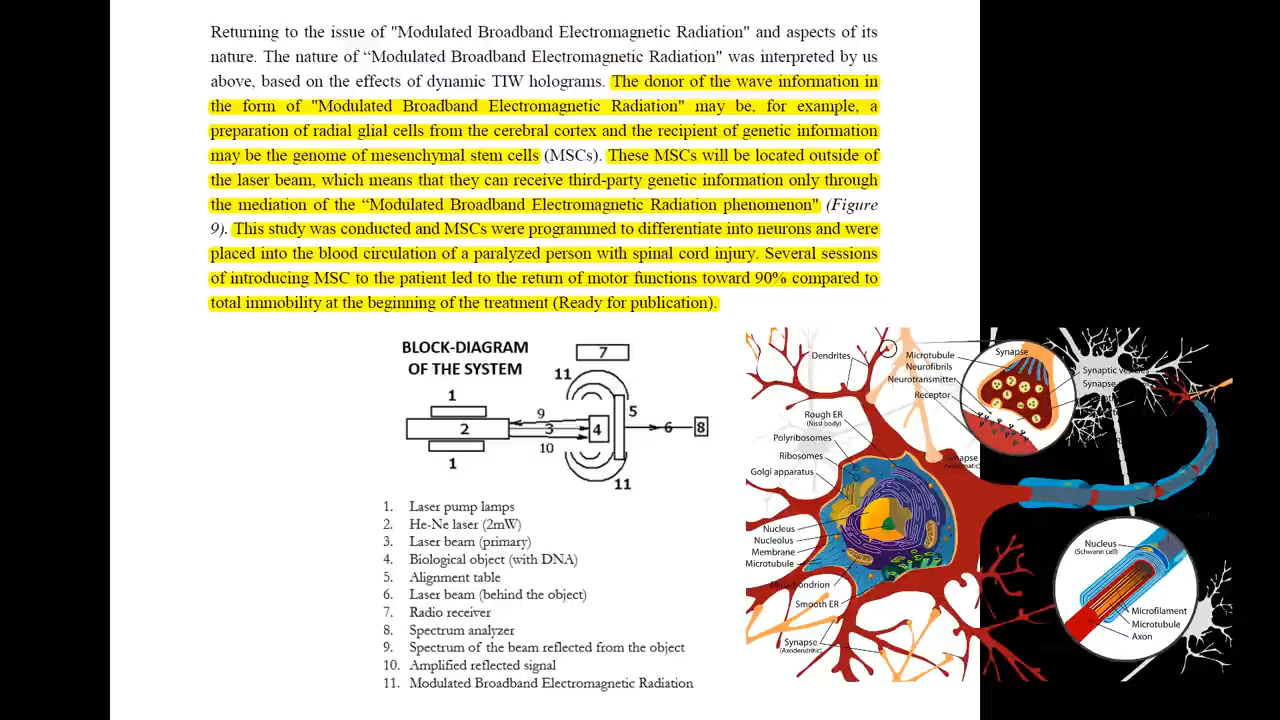 Returning to the issue of "Modulated Broadband Electromagnetic Radiation" and aspects of its
nature. The nature of “Modulated Broadband Electromagnetic Radiation" was interpreted by us
above, based on the effects of dynamic TIW holograms. The donor of the wave information in
the form of "Modulated Broadband Electromagnetic Radiation" may be, for example, a
preparation of radial glial cells from the cerebral cortex and the recipient of genetic information
may be the genome of mesenchymal stem cells (MSCs). These MSCs will be located outside of
the laser beam, which means that they can receive third-party genetic information only through
the mediation of the “Modulated Broadband Electromagnetic Radiation phenomenon" (Figure
9). This study was conducted and MSCs were programmed to differentiate into neurons and were
placed into the blood circulation of a paralyzed person with spinal cord injury. Several sessions
of introducing MSC to the patient led to the return of motor functions toward 90% compared to
total immobility at the beginning of the treatment (Ready for publication).
BLOCK-DIAGRAM
OF THE SYSTEM
7
11
1
9
5
2
3
4
6
8
10
1
11
1. Laser pump lamps
2. He-Ne laser (2mW)
3. Laser beam (primary)
4. Biological object (with DNA)
5. Alignment table
6. Laser beam (behind the object)
7. Radio receiver
8. Spectrum analyzer
9. Spectrum of the beam reflected from the object
10. Amplified reflected signal
11. Modulated Broadband Electromagnetic Radiation
Dendrites
Microtubule
Neurofibrils
Neurotransmitter
Receptor
Synapse
Synaptic
Synapse
Rough ER
(Nissl body)
Polyribosomes
Ribosomes
Golgi apparatus
Nucleus
Nucleolus
Membrane
Microtubule
Smooth ER
Synapse
(Axodendritic)
Nucleus
(Schwann cell)
Microfilament
Microtubule
Axon